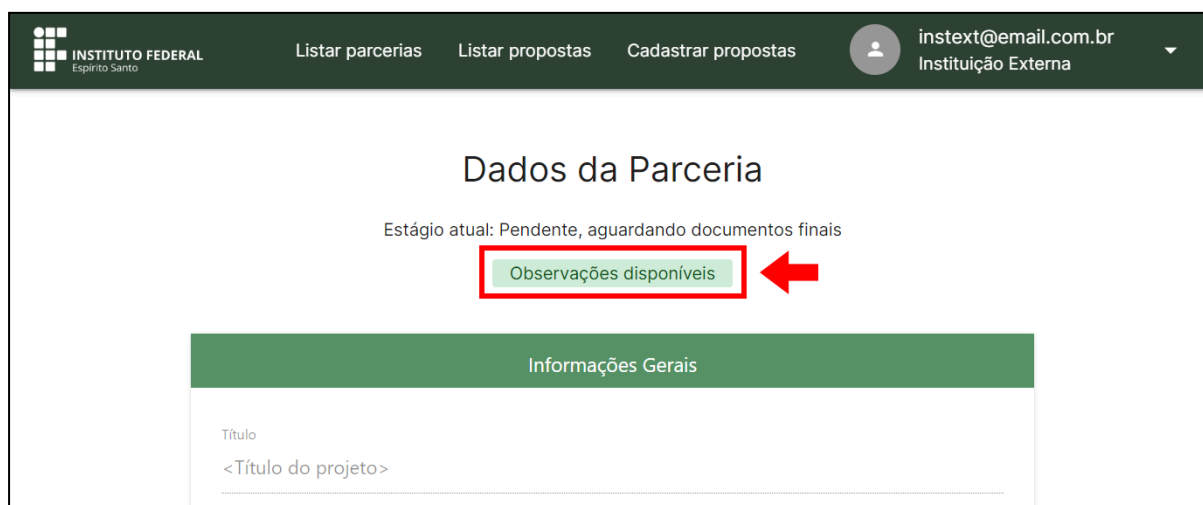 INSTITUTO FEDERAL
Espírito Santo
Listar parcerias
Listar propostas
Cadastrar propostas
instext@email.com.br
Instituição Externa
Dados da Parceria
Estágio atual: Pendente, aguardando documentos finais
Observações disponíveis
Informações Gerais
Título
<Título do projeto>